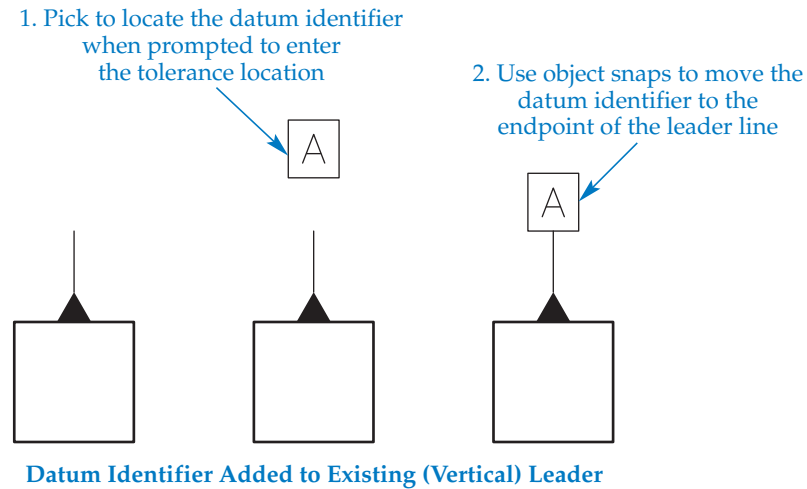 1. Pick to locate the datum identifier
when prompted to enter
the tolerance location
2. Use object snaps to move the
datum identifier to the
endpoint of the leader line
A
A
Datum Identifier Added to Existing (Vertical) Leader